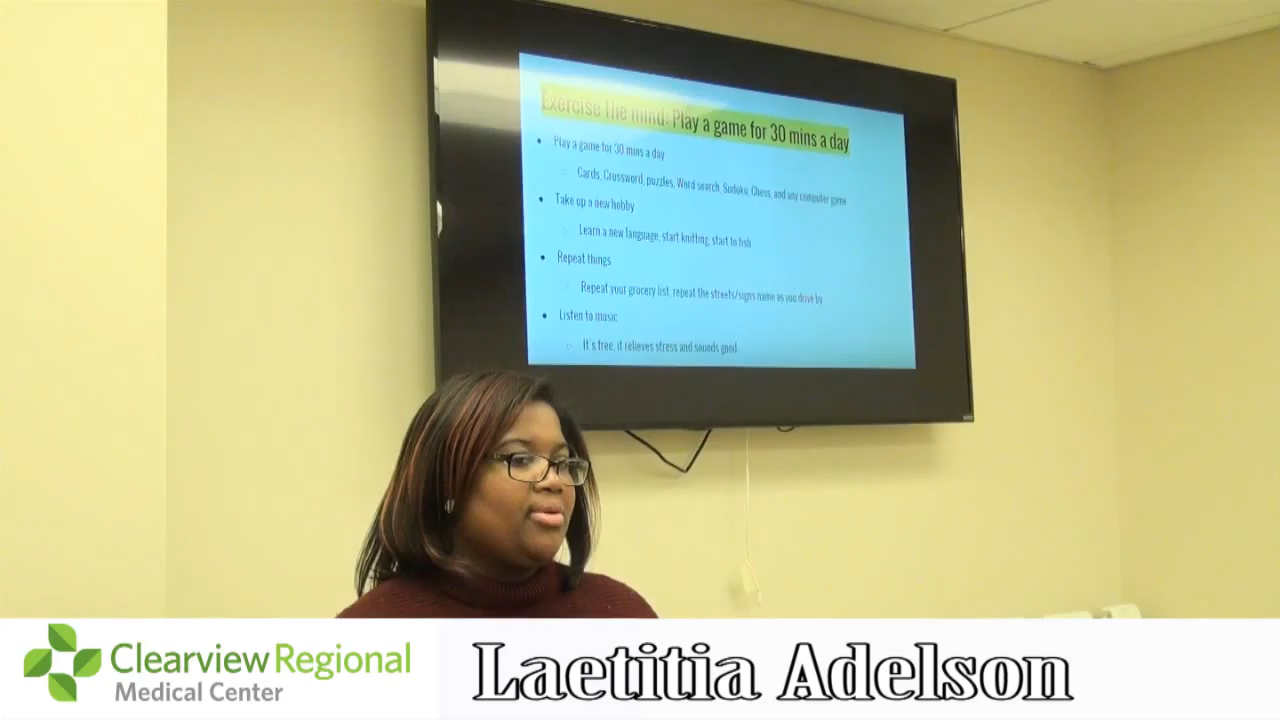 Exercise the mind: Play a game for 30 mins a day
• Play a game for 30 mins a day
○ Cards, Crossword, puzzles, Word search, Sudoku, Chess, and any computer game
• Take up a new hobby
○ Learn a new language, start knitting, start to fish
• Repeat things
○ Repeat your grocery list, repeat the streets/signs name as you drive by
• Listen to music
○ It's free, it relieves stress and sounds good
Clearview Regional
Medical Center
Laetitia Adelson